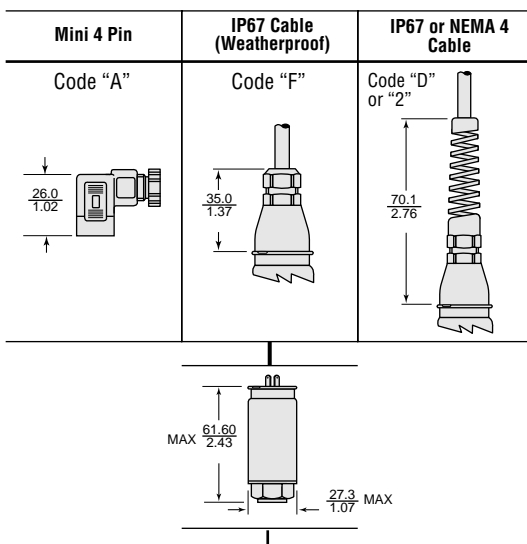 Mini 4 Pin
IP67 Cable
(Weatherproof)
IP67 or NEMA 4
Cable
Code “A”
Code “F”
Code “D”
or “2”
26.0
1.02
35.0
1.37
70.1
2.76
MAX 61.60
2.43
27.3 MAX
1.07